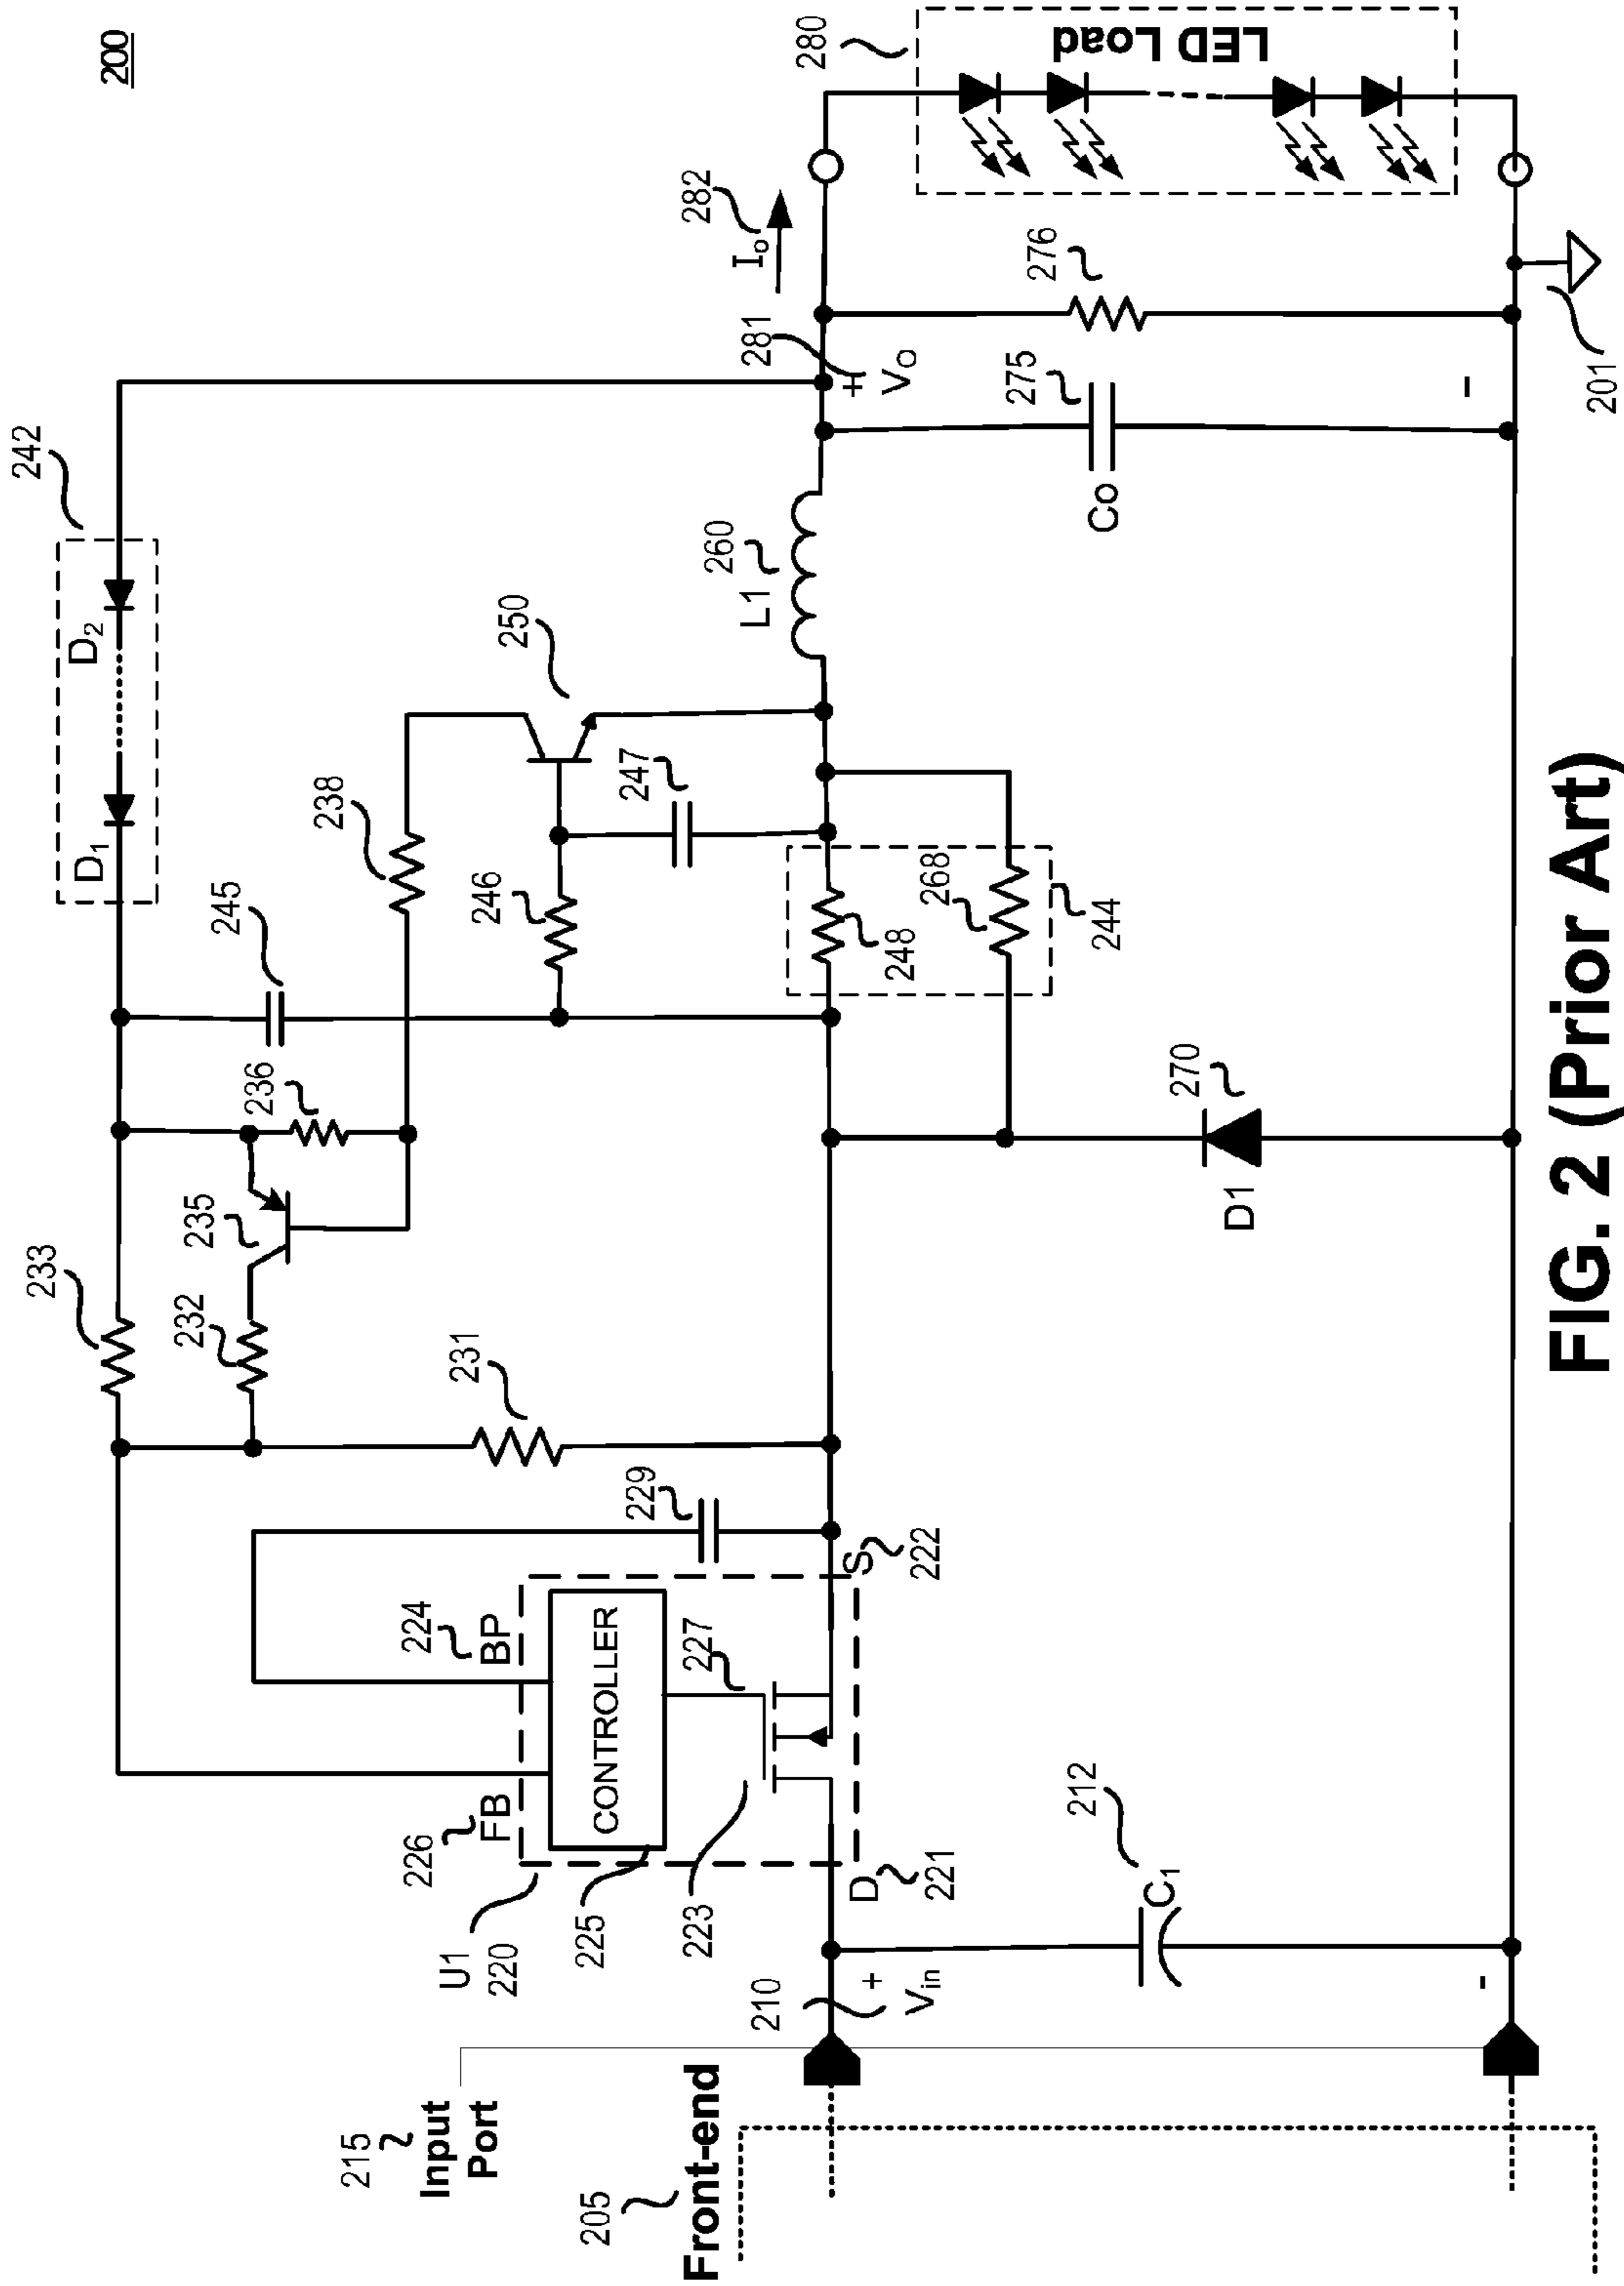 200
242
D₁
D₂
233
236
245
235
232
238
250
246
247
231
229
248
268
244
L1
260
281
+
Vo
I₀
282
280
LED Load
276
Co
275
-
201
D1
270
226
FB
224
BP
CONTROLLER
U1
220
225
223
227
D
221
S
222
215
Input
Port
205
Front-end
210
+
Vin
C₁
212
-
FIG. 2 (Prior Art)